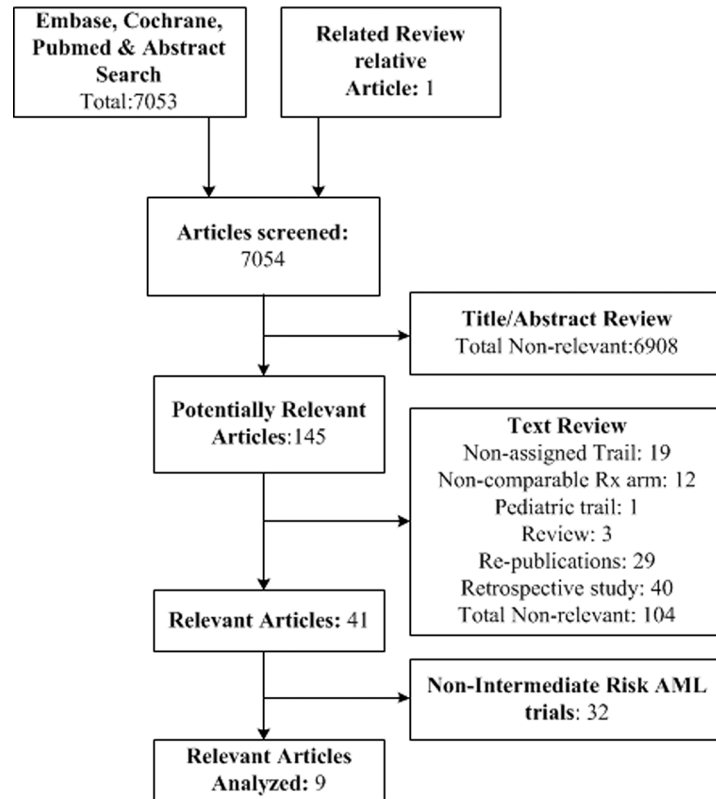 Embase, Cochrane,
Pubmed & Abstract
Search
Total:7053
Related Review
relative
Article: 1
Articles screened:
7054
Title/Abstract Review
Total Non-relevant:6908
Potentially Relevant
Articles:145
Text Review
Non-assigned Trail: 19
Non-comparable Rx arm: 12
Pediatric trail: 1
Review: 3
Re-publications: 29
Retrospective study: 40
Total Non-relevant: 104
Relevant Articles: 41
Non-Intermediate Risk AML
trials: 32
Relevant Articles
Analyzed: 9